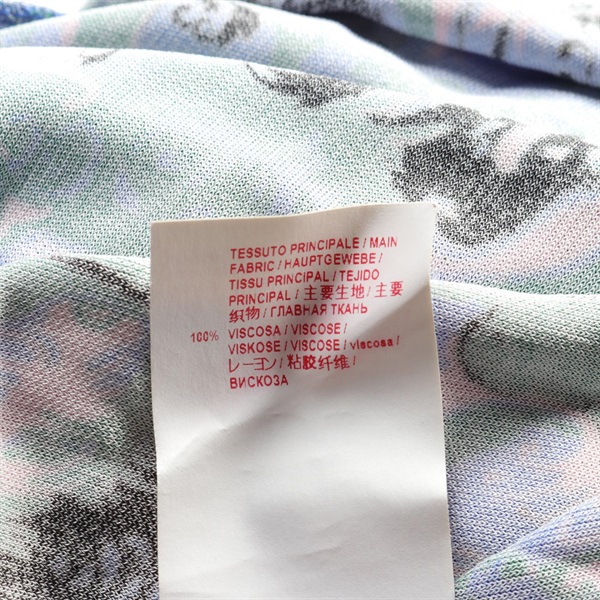 TESSUTO PRINCIPALE / MAIN
FABRIC / HAUPTGEWEBE /
TISSU PRINCIPAL / TEJIDO
PRINCIPAL / 主要生地 / 主要
织物 / ГЛАВНАЯ ТКАНЬ
100% VISCOSA / VISCOSE /
VISKOSE / VISCOSE / viscosa /
レーヨン / 粘胶纤维 /
ВИСКОЗА